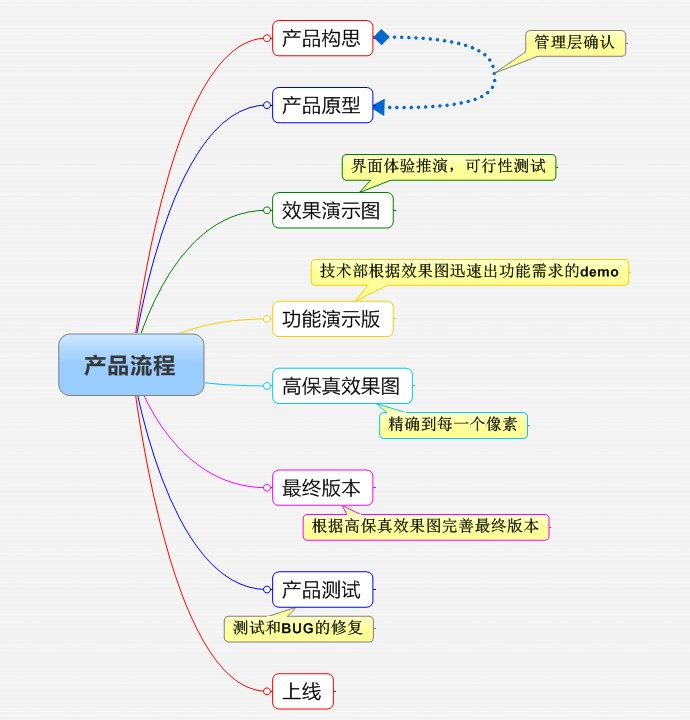 产品构思
管理层确认
产品原型
界面体验推演，可行性测试
效果演示图
技术部根据效果图迅速出功能需求的demo
功能演示版
产品流程
高保真效果图
精确到每一个像素
最终版本
根据高保真效果图完善最终版本
产品测试
测试和BUG的修复
上线